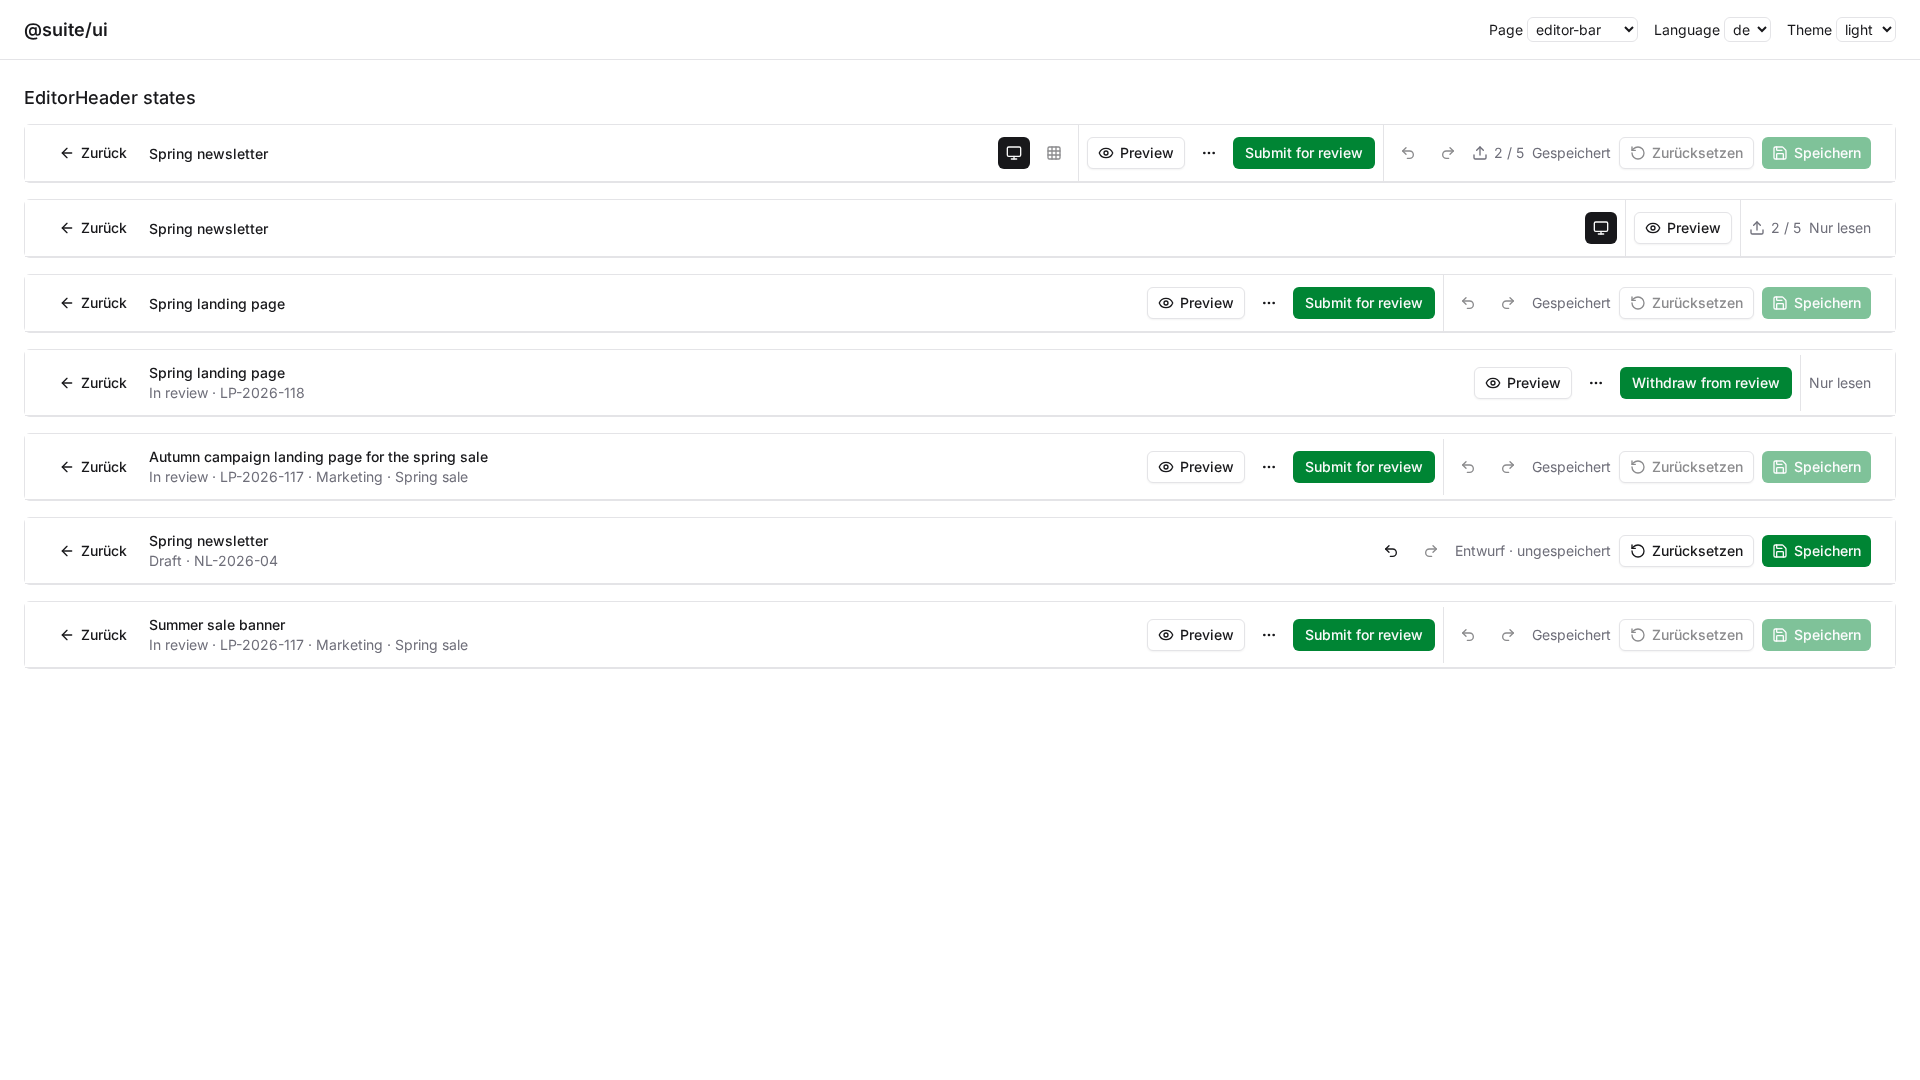 @suite/ui Page editor-bar Language de Theme light
EditorHeader states
Zurück Spring newsletter Preview Submit for review 2 / 5 Gespeichert Zurücksetzen Speichern
Zurück Spring newsletter Preview 2 / 5 Nur lesen
Zurück Spring landing page Preview Submit for review Gespeichert Zurücksetzen Speichern
Zurück Spring landing page Preview Withdraw from review Nur lesen
In review · LP-2026-118
Zurück Autumn campaign landing page for the spring sale Preview Submit for review Gespeichert Zurücksetzen Speichern
In review · LP-2026-117 · Marketing · Spring sale
Zurück Spring newsletter Entwurf · ungespeichert Zurücksetzen Speichern
Draft · NL-2026-04
Zurück Summer sale banner Preview Submit for review Gespeichert Zurücksetzen Speichern
In review · LP-2026-117 · Marketing · Spring sale